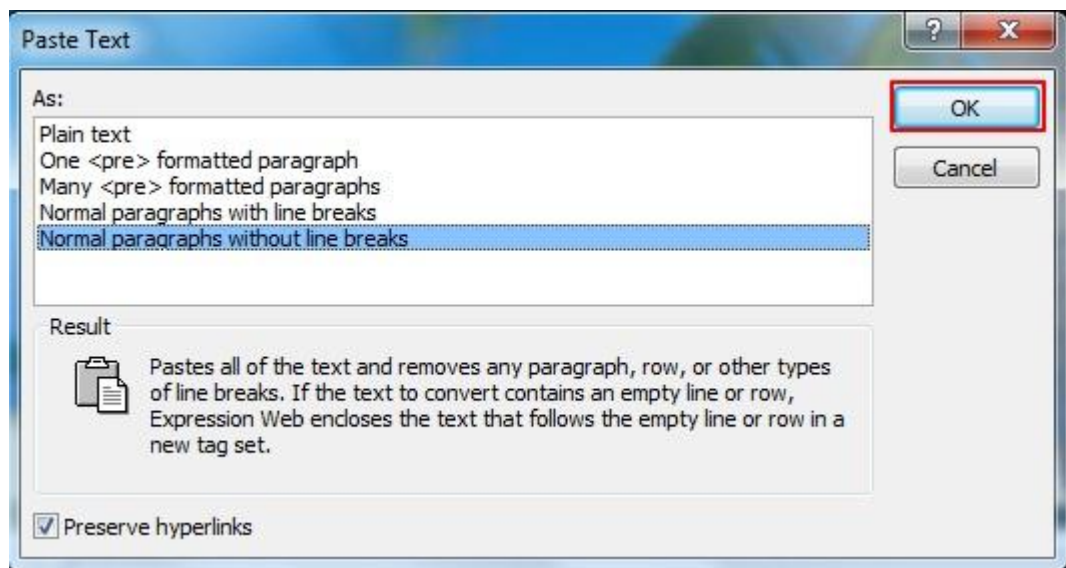 Paste Text
?
X
As:
Plain text
One <pre> formatted paragraph
Many <pre> formatted paragraphs
Normal paragraphs with line breaks
Normal paragraphs without line breaks
OK
Cancel
Result
Pastes all of the text and removes any paragraph, row, or other types
of line breaks. If the text to convert contains an empty line or row,
Expression Web encloses the text that follows the empty line or row in a
new tag set.
Preserve hyperlinks